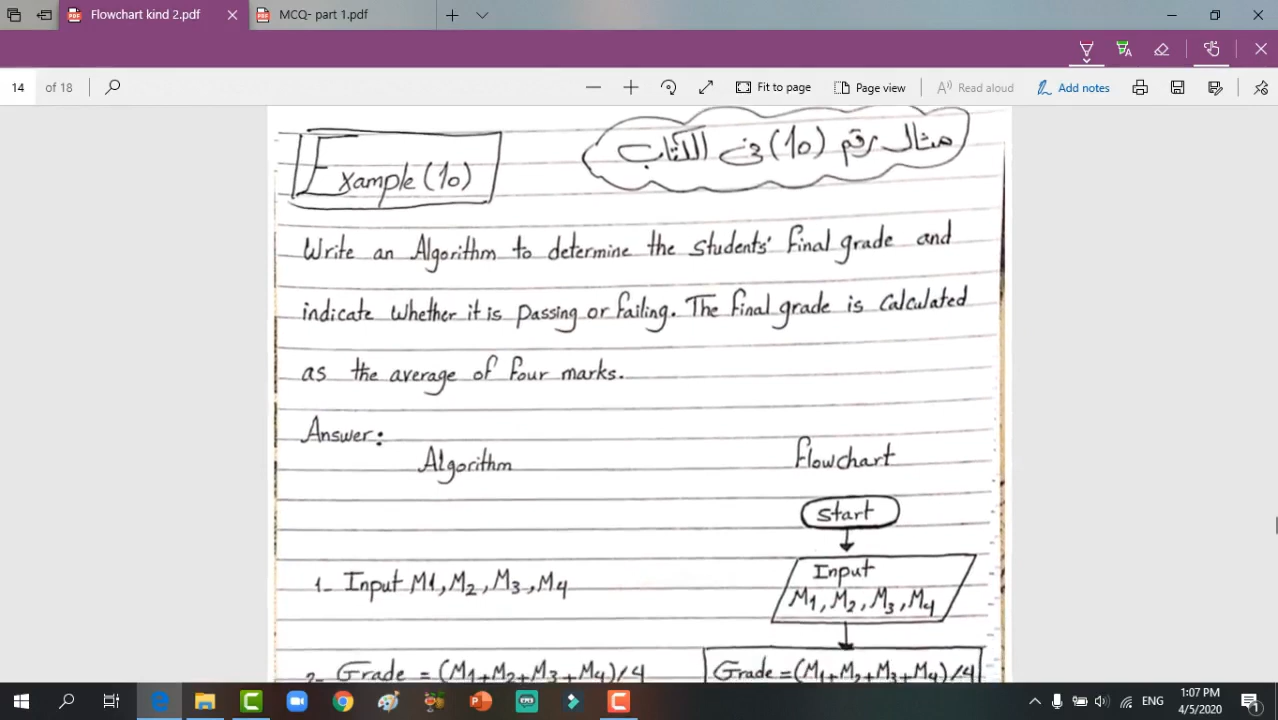 Flowchart kind 2.pdf
MCQ- part 1.pdf
14 of 18
Fit to page
Page view
Read aloud
Add notes
Example (10)
مثال رقم (10) في الكتاب
Write an Algorithm to determine the students' final grade and
indicate whether it is passing or failing. The final grade is calculated
as the average of four marks.
Answer:
Algorithm
Flowchart
Start
1- Input M1, M2, M3, M4
Input
M1, M2, M3, M4
2- Grade = (M1+M2+M3+M4)/4
Grade=(M1+M2+M3+M4)/4
ENG
1:07 PM
4/5/2020